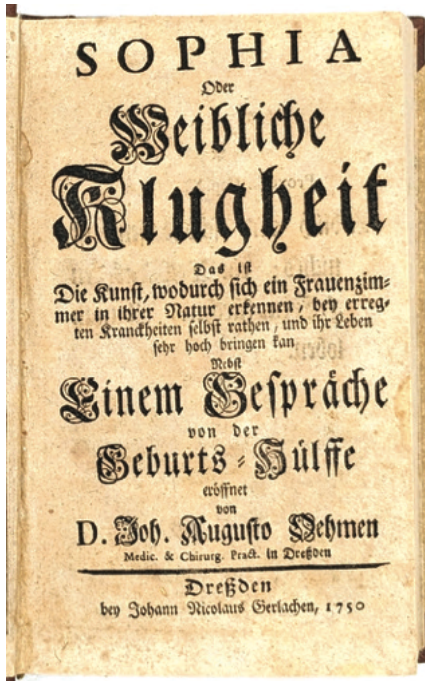 SOPHIA
Oder
Weibliche
Klugheit
Das ist
Die Kunst, wodurch sich ein Frauenzim-
mer in ihrer Natur erkennen, bey erreg-
ten Kranckheiten selbst rathen, und ihr Leben
sehr hoch bringen kan
Nebst
Einem Gespräche
von der
Geburts-Hülffe
eröffnet
von
D. Joh. Augusto Oehmen
Medic. & Chirurg. Pract. in Dreßden
Dreßden
bey Johann Nicolaus Gerlachen, 1750